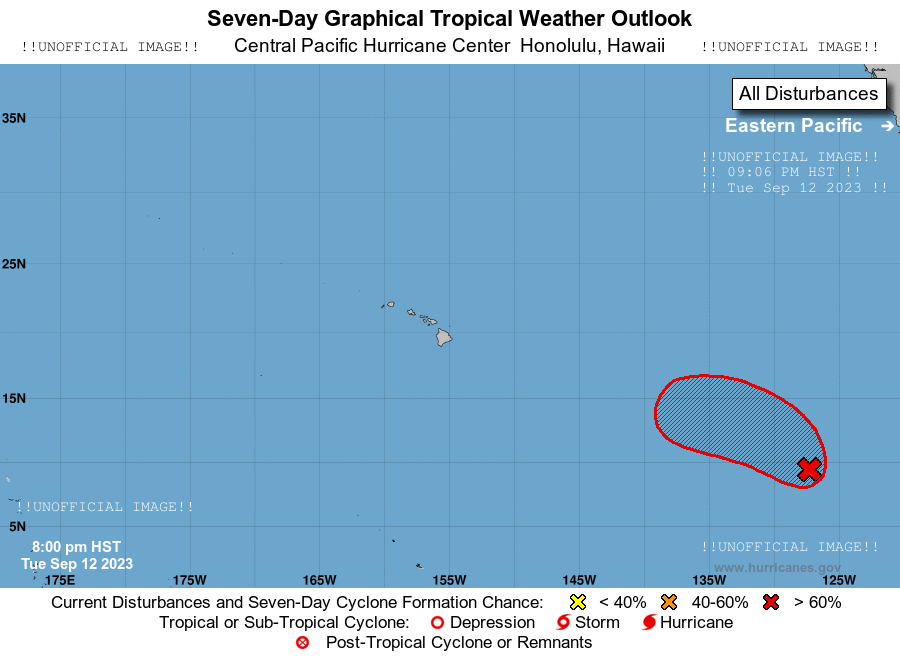 Seven-Day Graphical Tropical Weather Outlook
!!UNOFFICIAL IMAGE!! Central Pacific Hurricane Center Honolulu, Hawaii !!UNOFFICIAL IMAGE!!
All Disturbances
35N
Eastern Pacific
!!UNOFFICIAL IMAGE!!
!! 09:06 PM HST !!
!! Tue Sep 12 2023 !!
25N
15N
!!UNOFFICIAL IMAGE!!
5N
8:00 pm HST
!!UNOFFICIAL IMAGE!!
Tue Sep 12 2023
www.hurricanes.gov
175E 175W 165W 155W 145W 135W 125W
Current Disturbances and Seven-Day Cyclone Formation Chance: < 40% 40-60% > 60%
Tropical or Sub-Tropical Cyclone: Depression Storm Hurricane
Post-Tropical Cyclone or Remnants